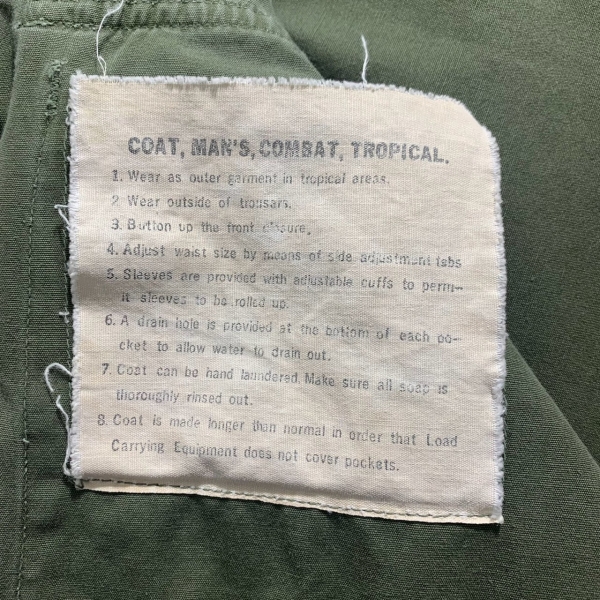 COAT, MAN'S, COMBAT, TROPICAL.
1. Wear as outer garment in tropical areas.
2 Wear outside of trousars.
3. Button up the front closure.
4. Adjust waist size by means of side adjustment tabs
5. Sleeves are provided with adjustable cuffs to perm-
it sleeves to be rolled up.
6. A drain hole is provided at the bottom of each po-
cket to allow water to drain out.
7. Coat can be hand laundered. Make sure all soap is
thoroughly rinsed out.
8. Coat is made longer than normal in order that Load
Carrying Equipment does not cover pockets.